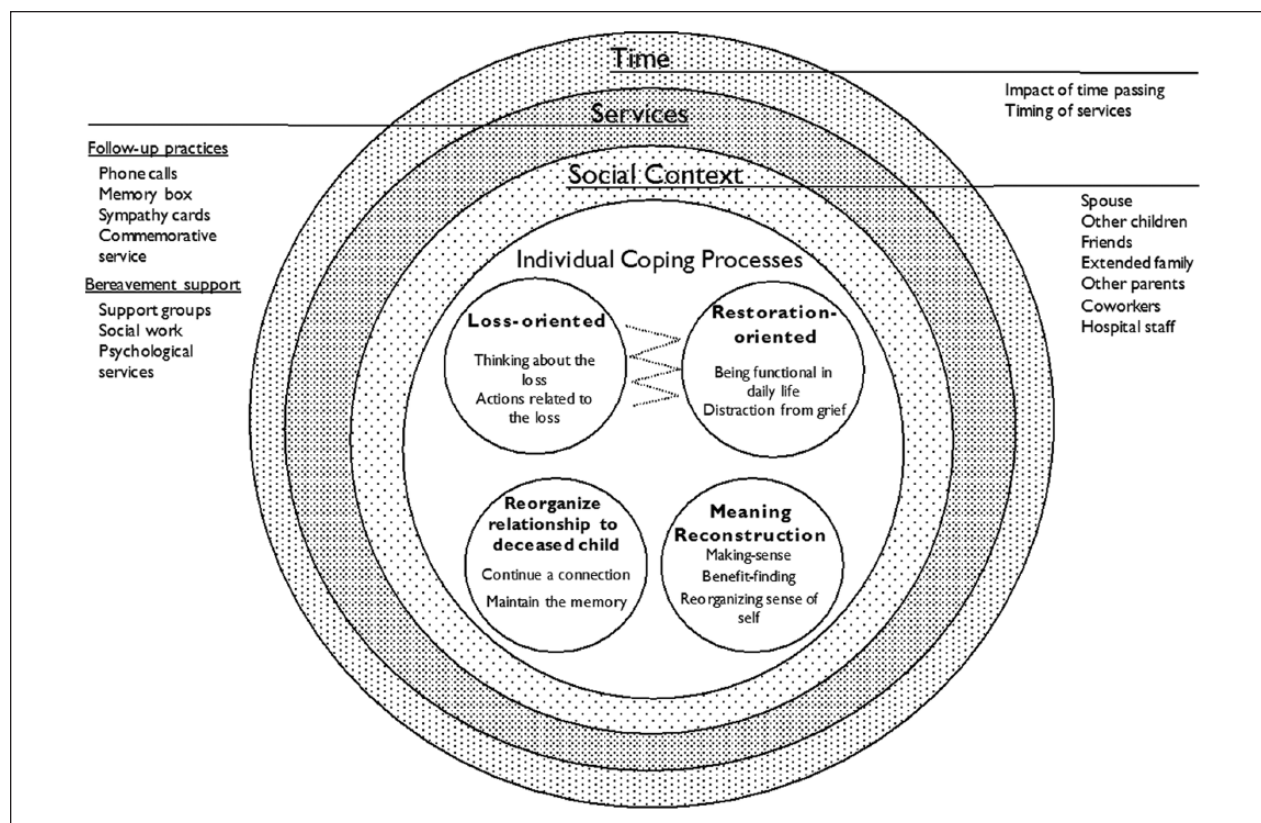 Time
Impact of time passing
Timing of services
Services
Follow-up practices
Phone calls
Memory box
Sympathy cards
Commemorative
service
Bereavement support
Support groups
Social work
Psychological
services
Social Context
Spouse
Other children
Friends
Extended family
Other parents
Coworkers
Hospital staff
Individual Coping Processes
Loss-oriented
Thinking about the
loss
Actions related to
the loss
Restoration-
oriented
Being functional in
daily life
Distraction from grief
Reorganize
relationship to
deceased child
Continue a connection
Maintain the memory
Meaning
Reconstruction
Making-sense
Benefit-finding
Reorganizing sense of
self